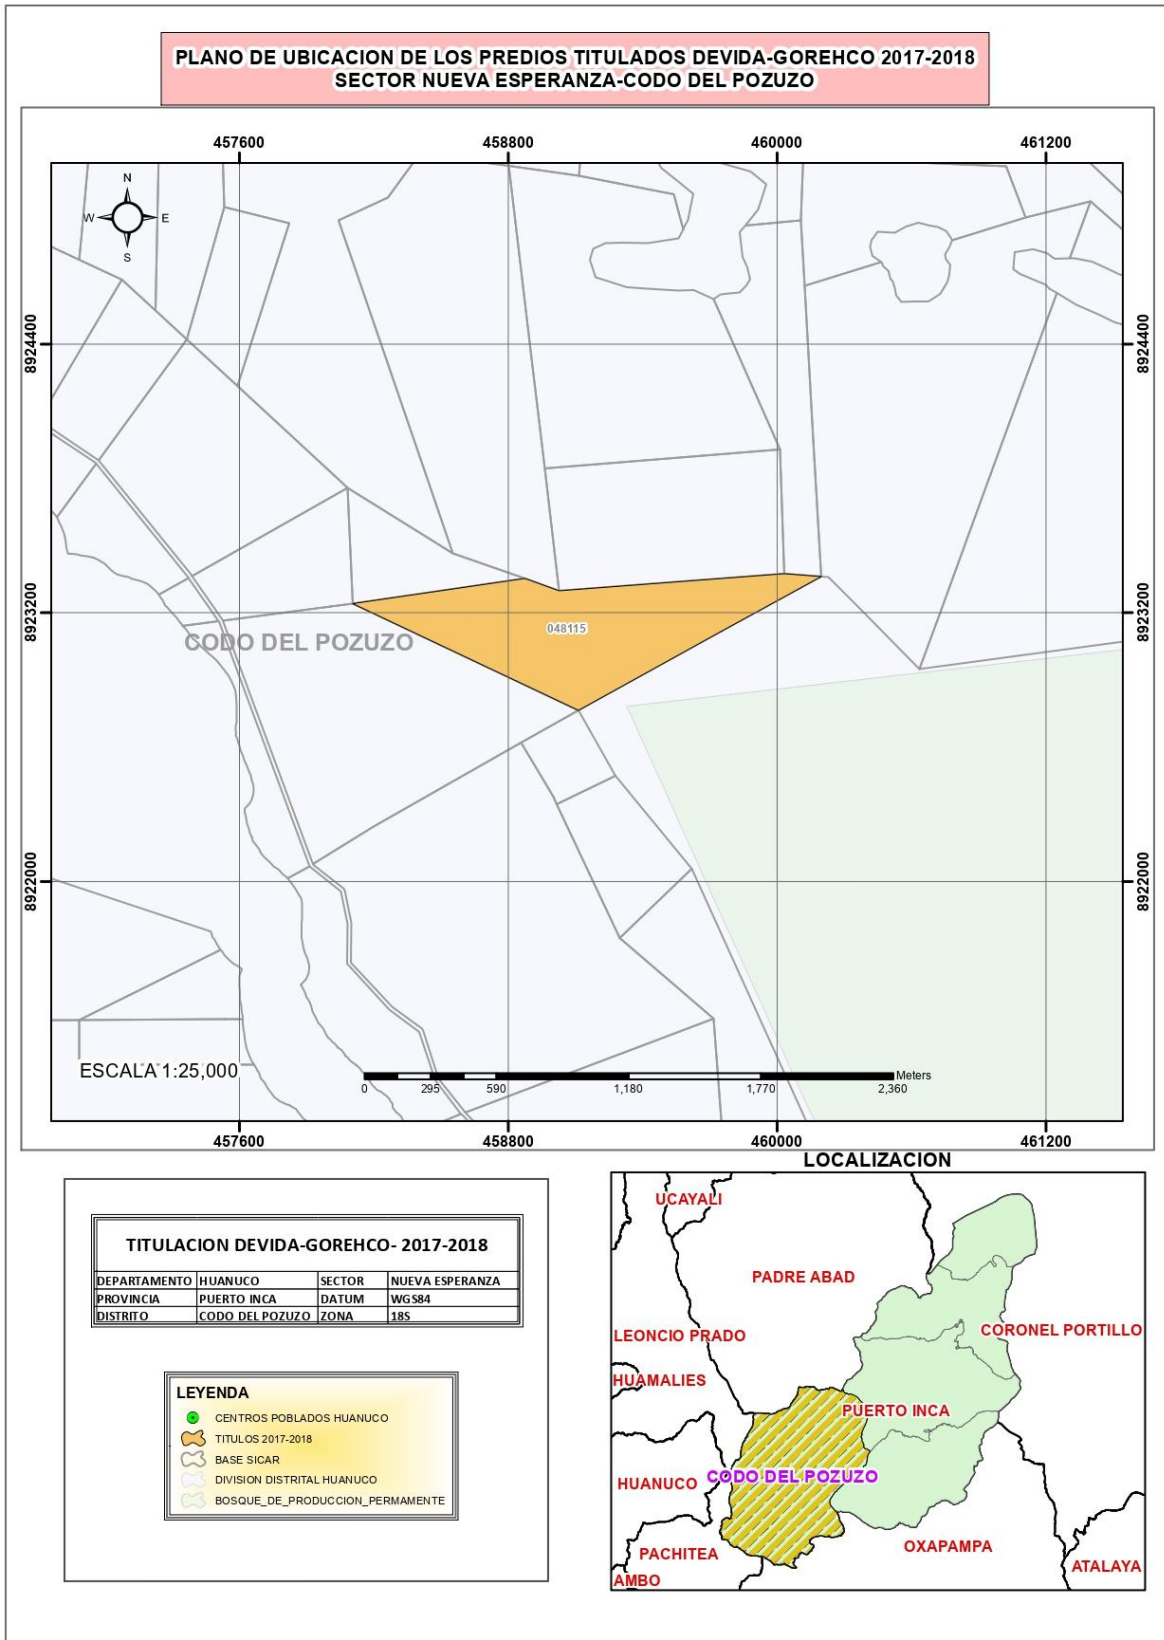 PLANO DE UBICACION DE LOS PREDIOS TITULADOS DEVIDA-GOREHCO 2017-2018
SECTOR NUEVA ESPERANZA-CODO DEL POZUZO
457600 458800 460000 461200
N
W E
S
8924400 8924400
8923200 8923200
048115
CODO DEL POZUZO
8922000 8922000
ESCALA 1:25,000
Meters
0 295 590 1,180 1,770 2,360
457600 458800 460000 461200
LOCALIZACION
TITULACION DEVIDA-GOREHCO- 2017-2018
DEPARTAMENTO HUANUCO SECTOR NUEVA ESPERANZA
PROVINCIA PUERTO INCA DATUM WGS84
DISTRITO CODO DEL POZUZO ZONA 18S
LEYENDA
CENTROS POBLADOS HUANUCO
TITULOS 2017-2018
BASE SICAR
DIVISION DISTRITAL HUANUCO
BOSQUE_DE_PRODUCCION_PERMAMENTE
UCAYALI
PADRE ABAD
LEONCIO PRADO
CORONEL PORTILLO
HUAMALIES
PUERTO INCA
CODO DEL POZUZO
HUANUCO
OXAPAMPA
PACHITEA
ATALAYA
AMBO